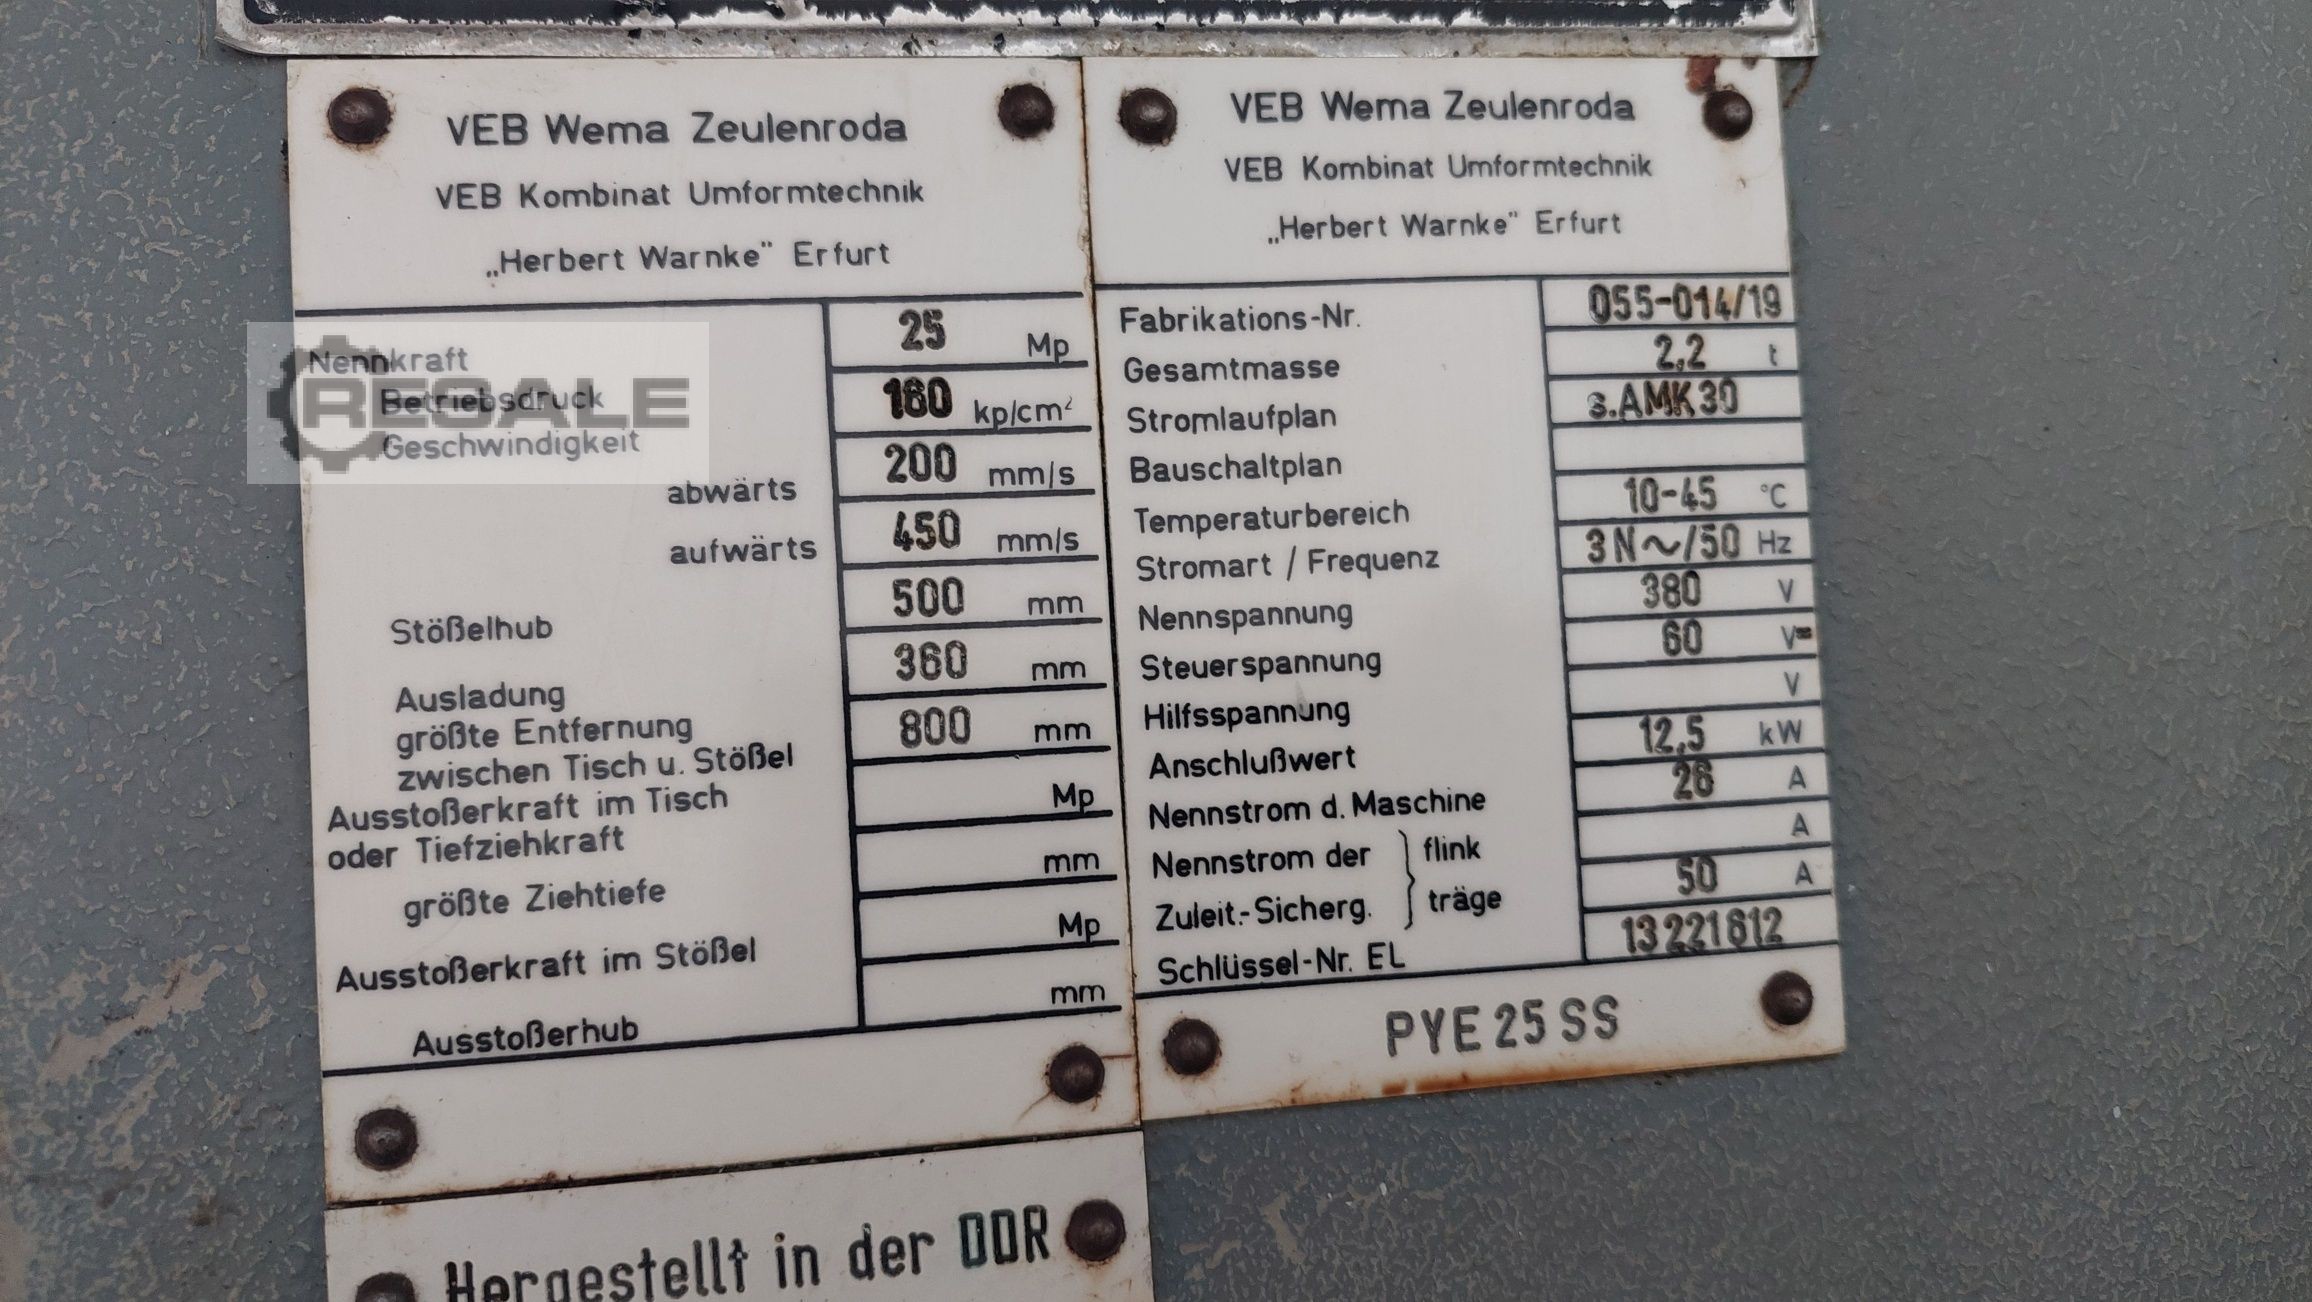 VEB Wema Zeulenroda
VEB Kombinat Umformtechnik
„Herbert Warnke" Erfurt
Nennkraft 25 Mp
Betriebsdruck 160 kp/cm²
Geschwindigkeit
abwärts 200 mm/s
aufwärts 450 mm/s
Stößelhub 500 mm
Ausladung 360 mm
größte Entfernung
zwischen Tisch u. Stößel 800 mm
Ausstoßerkraft im Tisch
oder Tiefziehkraft Mp
größte Ziehtiefe mm
Ausstoßerkraft im Stößel Mp
Ausstoßerhub mm
RESALE
VEB Wema Zeulenroda
VEB Kombinat Umformtechnik
„Herbert Warnke" Erfurt
Fabrikations-Nr. 055-014/19
Gesamtmasse 2,2 t
Stromlaufplan s.AMK30
Bauschaltplan
Temperaturbereich 10-45 °C
Stromart / Frequenz 3N~/50 Hz
Nennspannung 380 V
Steuerspannung 60 V=
Hilfsspannung V
Anschlußwert 12,5 kW
Nennstrom d. Maschine 26 A
Nennstrom der } flink A
Zuleit.-Sicherg. } träge 50 A
Schlüssel-Nr. EL 13221612
PYE 25 SS
Hergestellt in der DDR